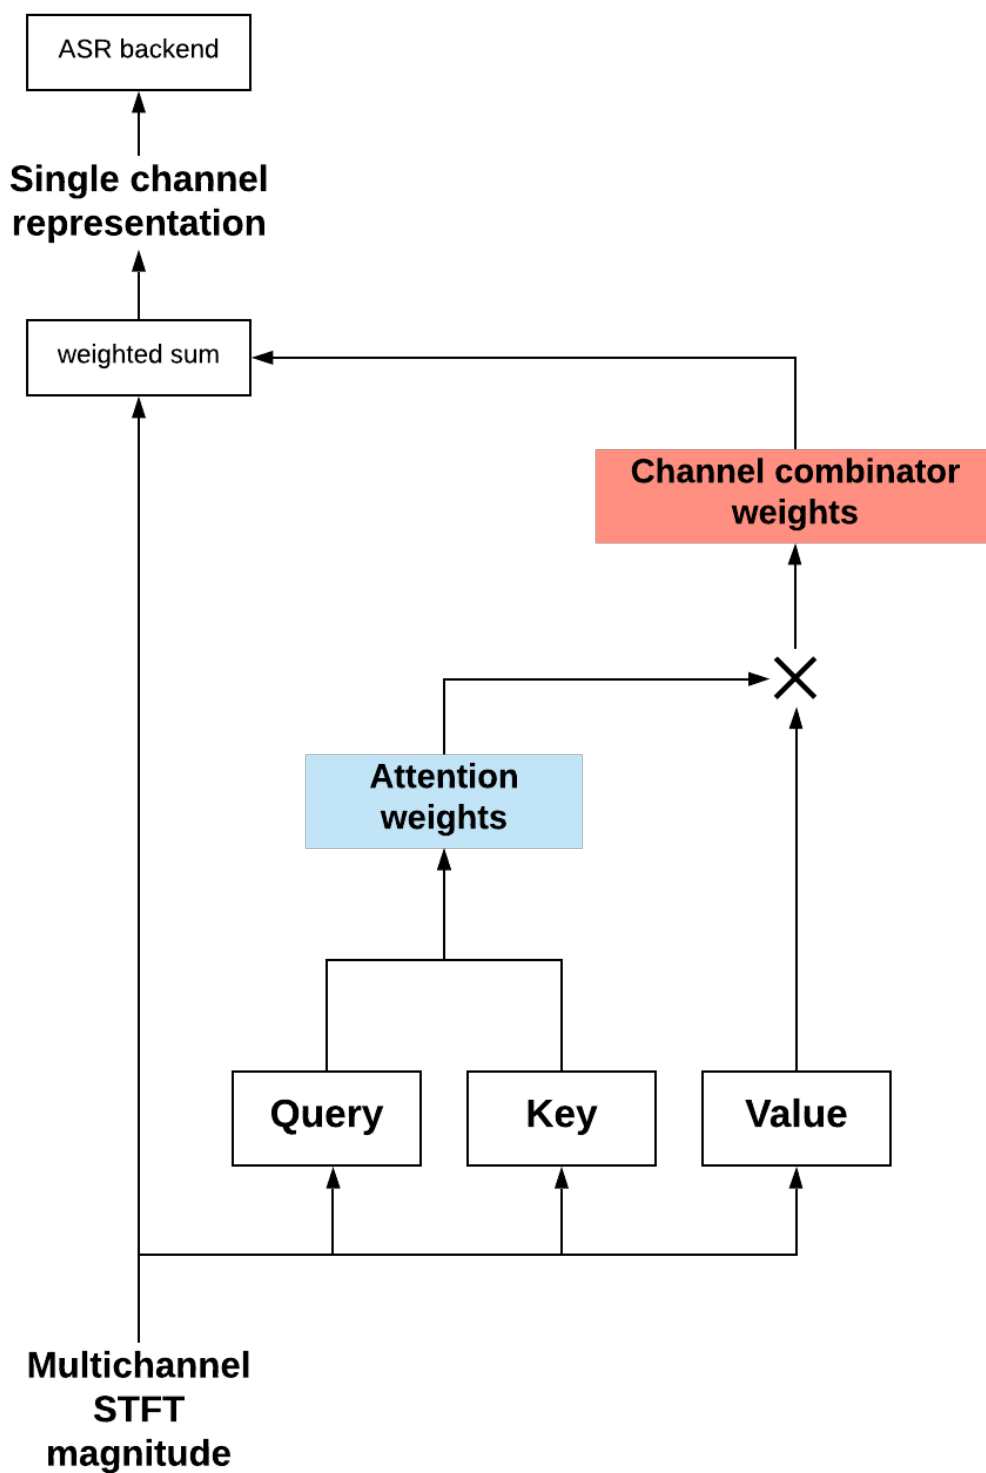 ASR backend
Single channel
representation
weighted sum
Channel combinator
weights
Attention
weights
Query
Key
Value
Multichannel
STFT
magnitude